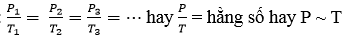 : P₁/T₁ = P₂/T₂ = P₃/T₃ = ⋯ hay P/T = hằng số hay P ~ T